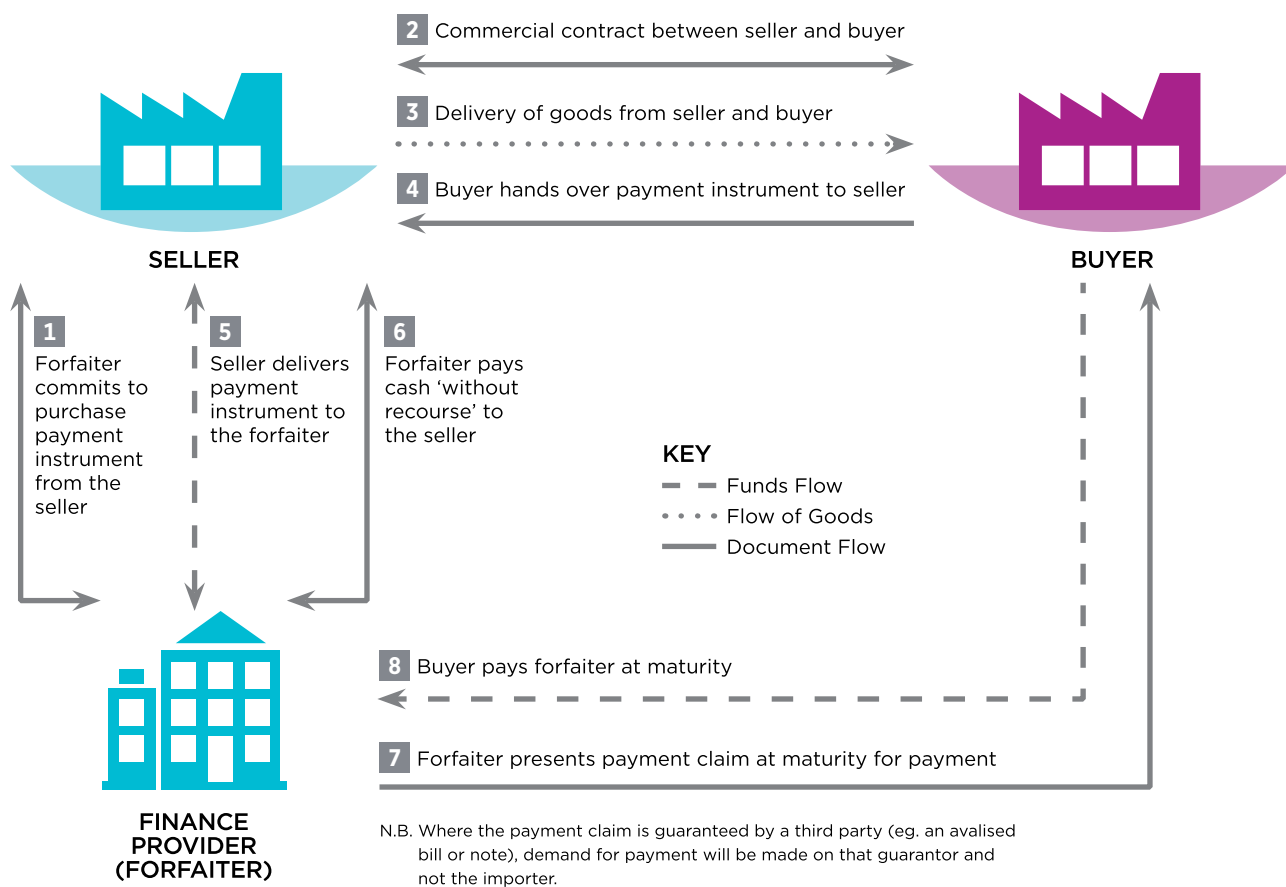 2 Commercial contract between seller and buyer
3 Delivery of goods from seller and buyer
4 Buyer hands over payment instrument to seller
SELLER
BUYER
1
Forfaiter
commits to
purchase
payment
instrument
from the
seller
5
Seller delivers
payment
instrument to
the forfaiter
6
Forfaiter pays
cash ‘without
recourse’ to
the seller
KEY
Funds Flow
Flow of Goods
Document Flow
8 Buyer pays forfaiter at maturity
7 Forfaiter presents payment claim at maturity for payment
FINANCE
PROVIDER
(FORFAITER)
N.B. Where the payment claim is guaranteed by a third party (eg. an avalised
bill or note), demand for payment will be made on that guarantor and
not the importer.